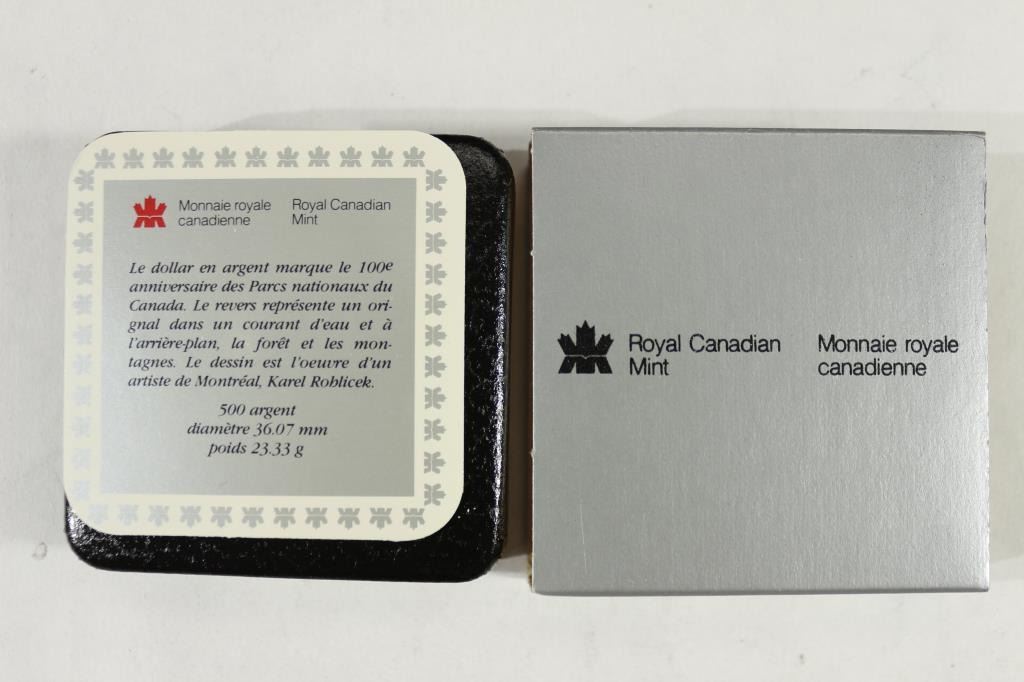 Monnaie royale
canadienne
Royal Canadian
Mint
Le dollar en argent marque le 100e
anniversaire des Parcs nationaux du
Canada. Le revers représente un ori-
gnal dans un courant d'eau et à
l'arrière-plan, la forêt et les mon-
tagnes. Le dessin est l'oeuvre d'un
artiste de Montréal, Karel Rohlicek.
500 argent
diamètre 36.07 mm
poids 23.33 g
Royal Canadian
Mint
Monnaie royale
canadienne